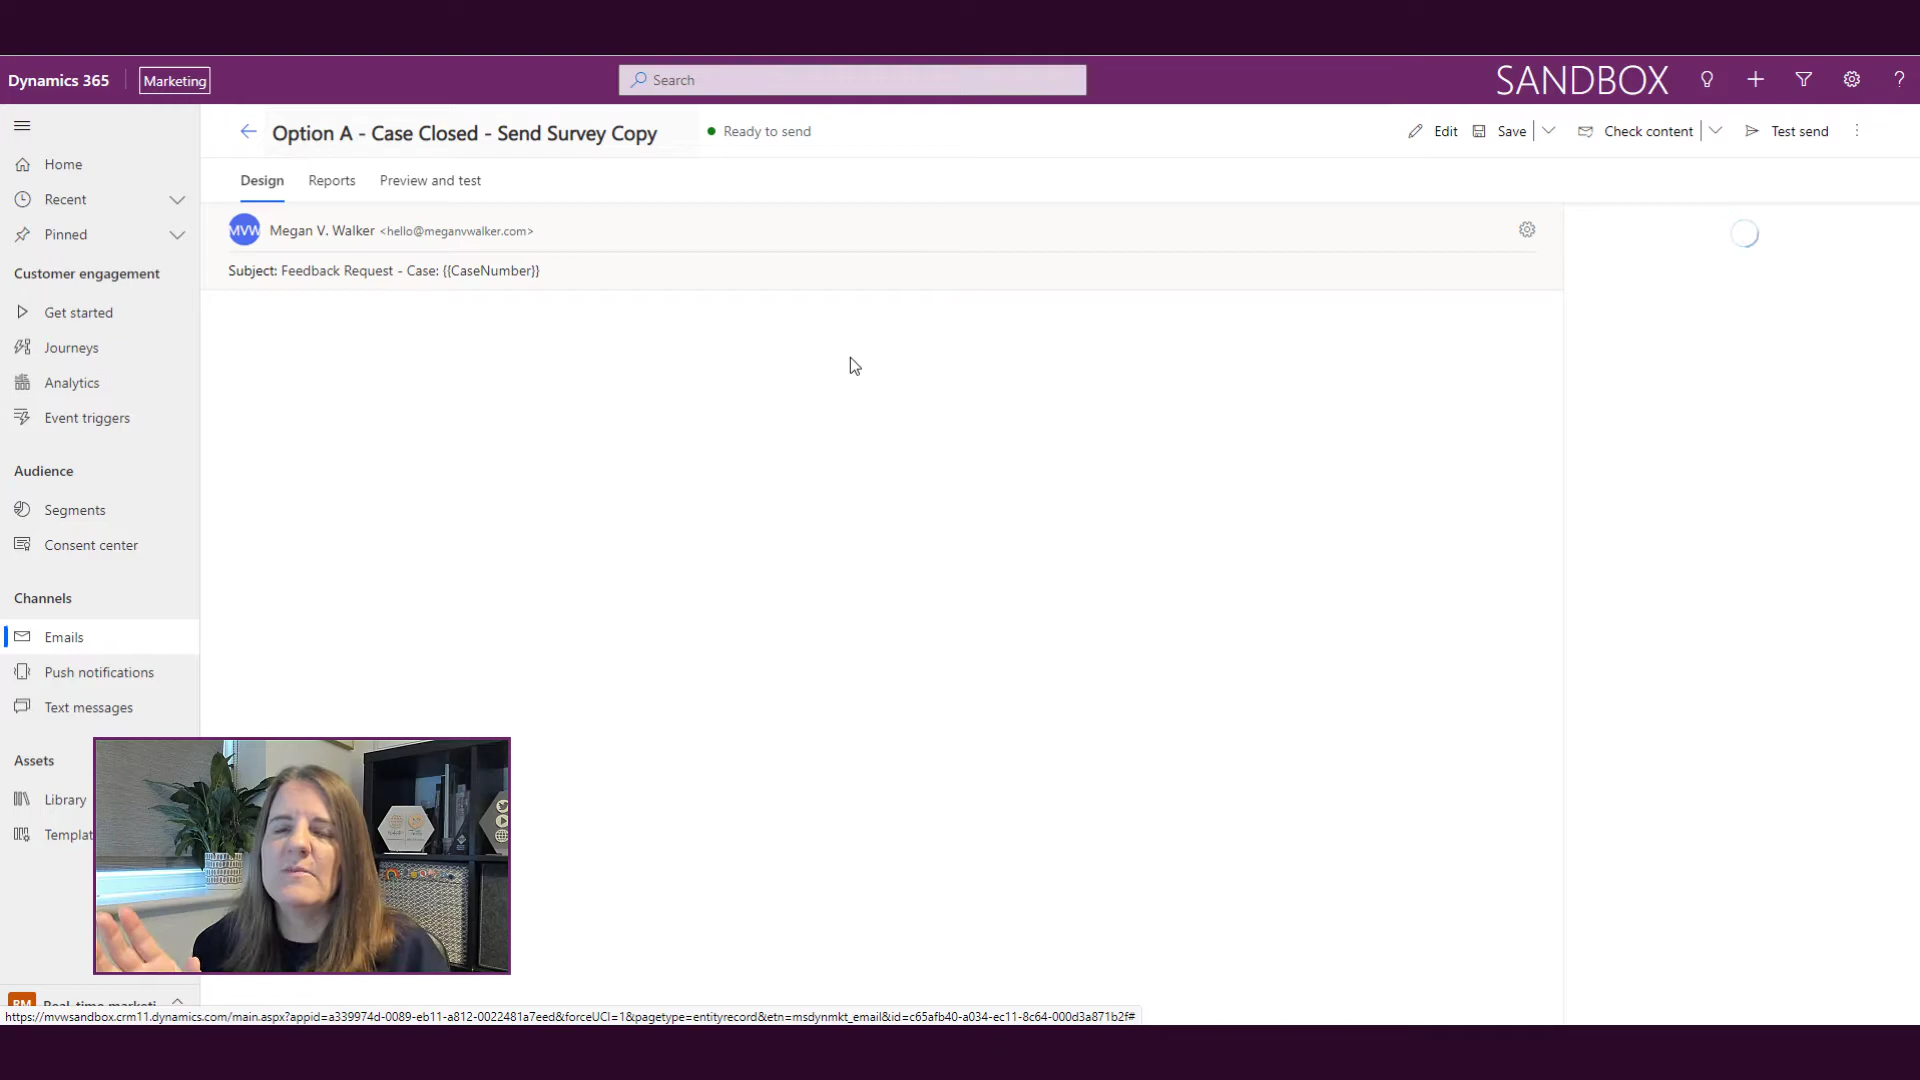 Dynamics 365 Marketing Search SANDBOX ?
Option A - Case Closed - Send Survey Copy Ready to send Edit Save Check content Test send
Home
Recent
Pinned
Design Reports Preview and test
MVW Megan V. Walker <hello@meganvwalker.com>
Subject: Feedback Request - Case: {{CaseNumber}}
Customer engagement
Get started
Journeys
Analytics
Event triggers
Audience
Segments
Consent center
Channels
Emails
Push notifications
Text messages
Assets
Library
Templat
RM Real-time marketi
https://mvwsandbox.crm11.dynamics.com/main.aspx?appid=a339974d-0089-eb11-a812-0022481a7eed&forceUCI=1&pagetype=entityrecord&etn=msdynmkt_email&id=c65afb40-a034-ec11-8c64-000d3a871b2f#